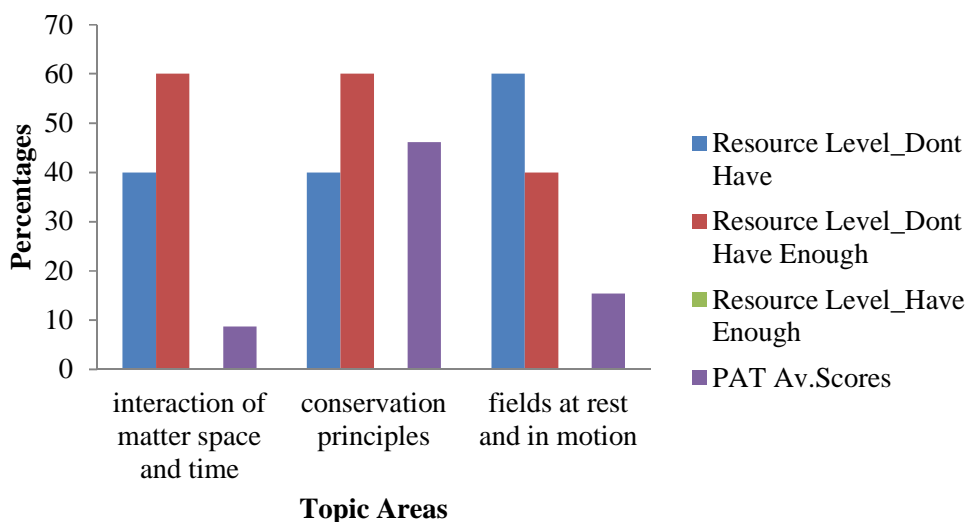 70
60
50
40
30
20
10
0
Percentages
interaction of
matter space
and time
conservation
principles
fields at rest
and in motion
Topic Areas
Resource Level_Dont
Have
Resource Level_Dont
Have Enough
Resource Level_Have
Enough
PAT Av.Scores